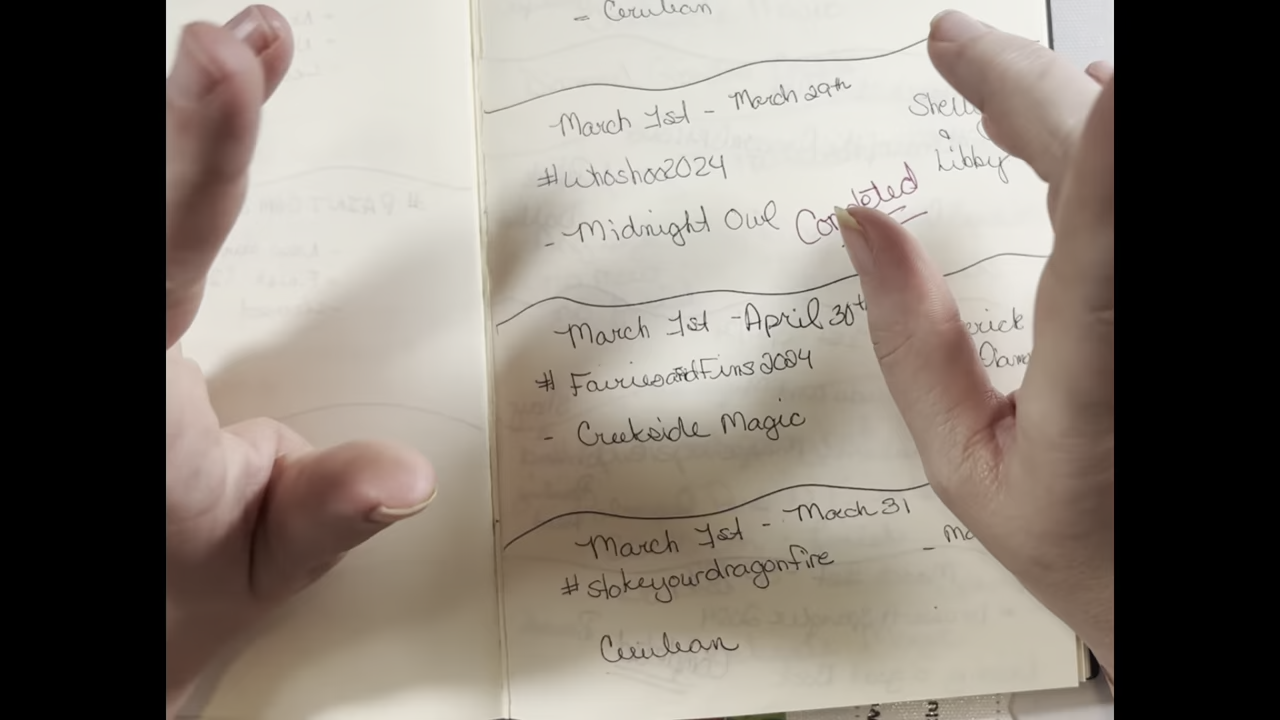 - Cerulean
March 1st - March 29th
Shelly
& Libby
#whoshoo2024
- Midnight Owl Completed
March 1st - April 30th
# FairiesandFins2024
- Creekside Magic
March 1st - March 31
#stokeyourdragonfire
Cerulean